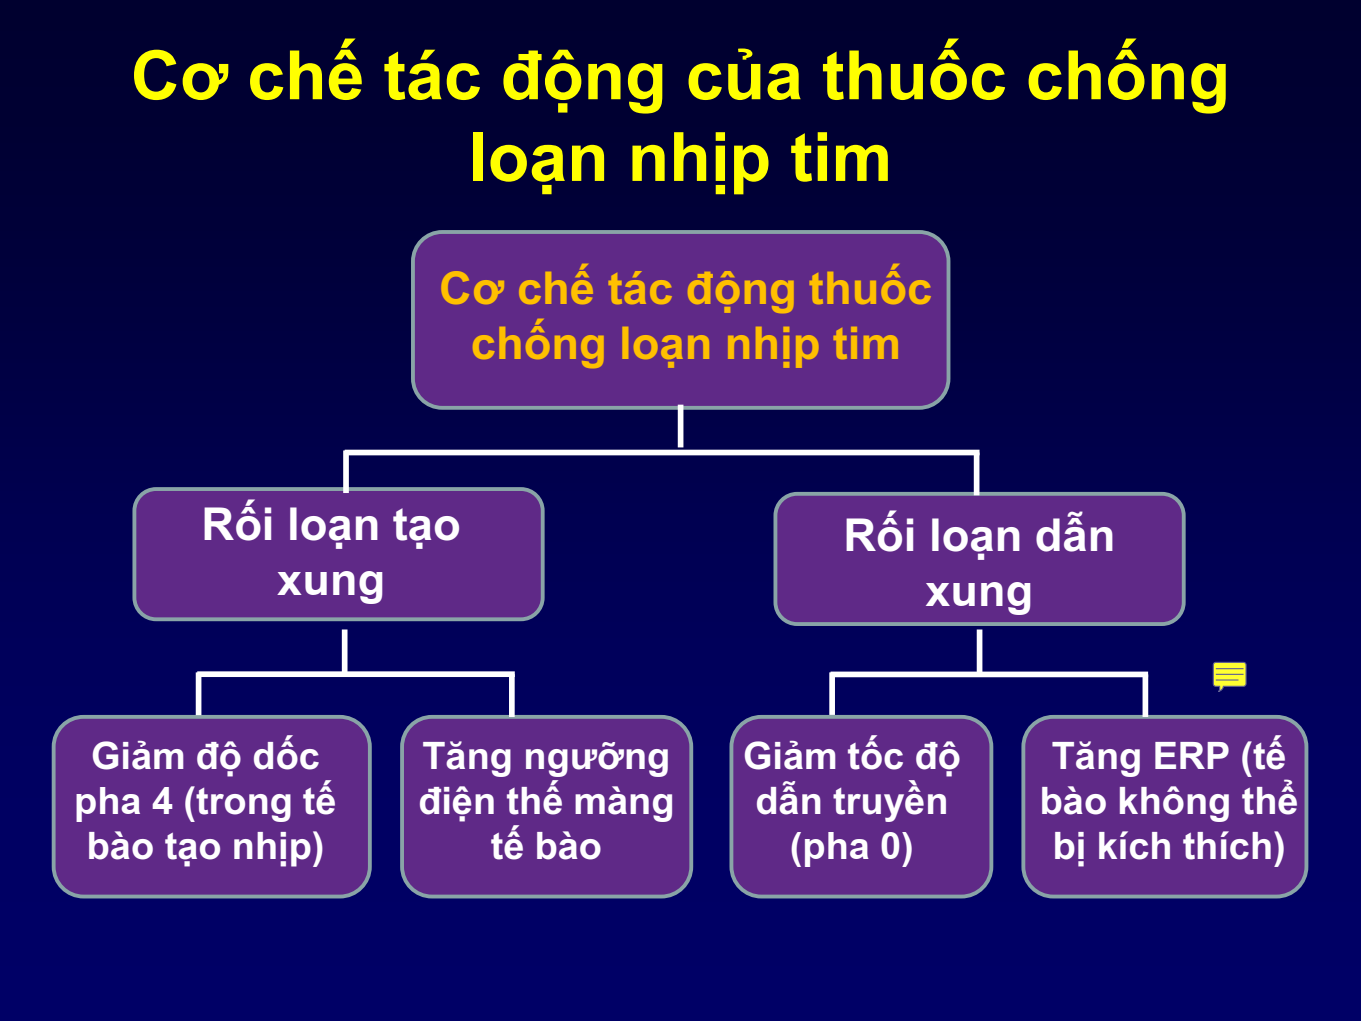 Cơ chế tác động của thuốc chống
loạn nhịp tim
Cơ chế tác động thuốc
chống loạn nhịp tim
Rối loạn tạo
xung
Rối loạn dẫn
xung
Giảm độ dốc
pha 4 (trong tế
bào tạo nhịp)
Tăng ngưỡng
điện thế màng
tế bào
Giảm tốc độ
dẫn truyền
(pha 0)
Tăng ERP (tế
bào không thể
bị kích thích)